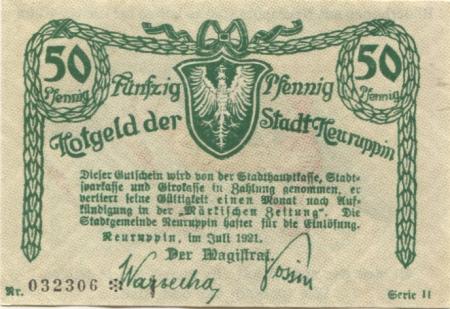 50 Pfennig
50 Pfennig
Fünfzig Pfennig
Notgeld der Stadt Neuruppin
Dieser Gutschein wird von der Stadthauptkasse, Stadt-
sparkasse und Girokasse in Zahlung genommen, er
verliert seine Gültigkeit einen Monat nach Auf-
kündigung in der „Märkischen Zeitung". Die
Stadtgemeinde Neuruppin haftet für die Einlösung.
Neuruppin, im Juli 1921.
Der Magistrat.
Nr. 032306 ※
Serie II